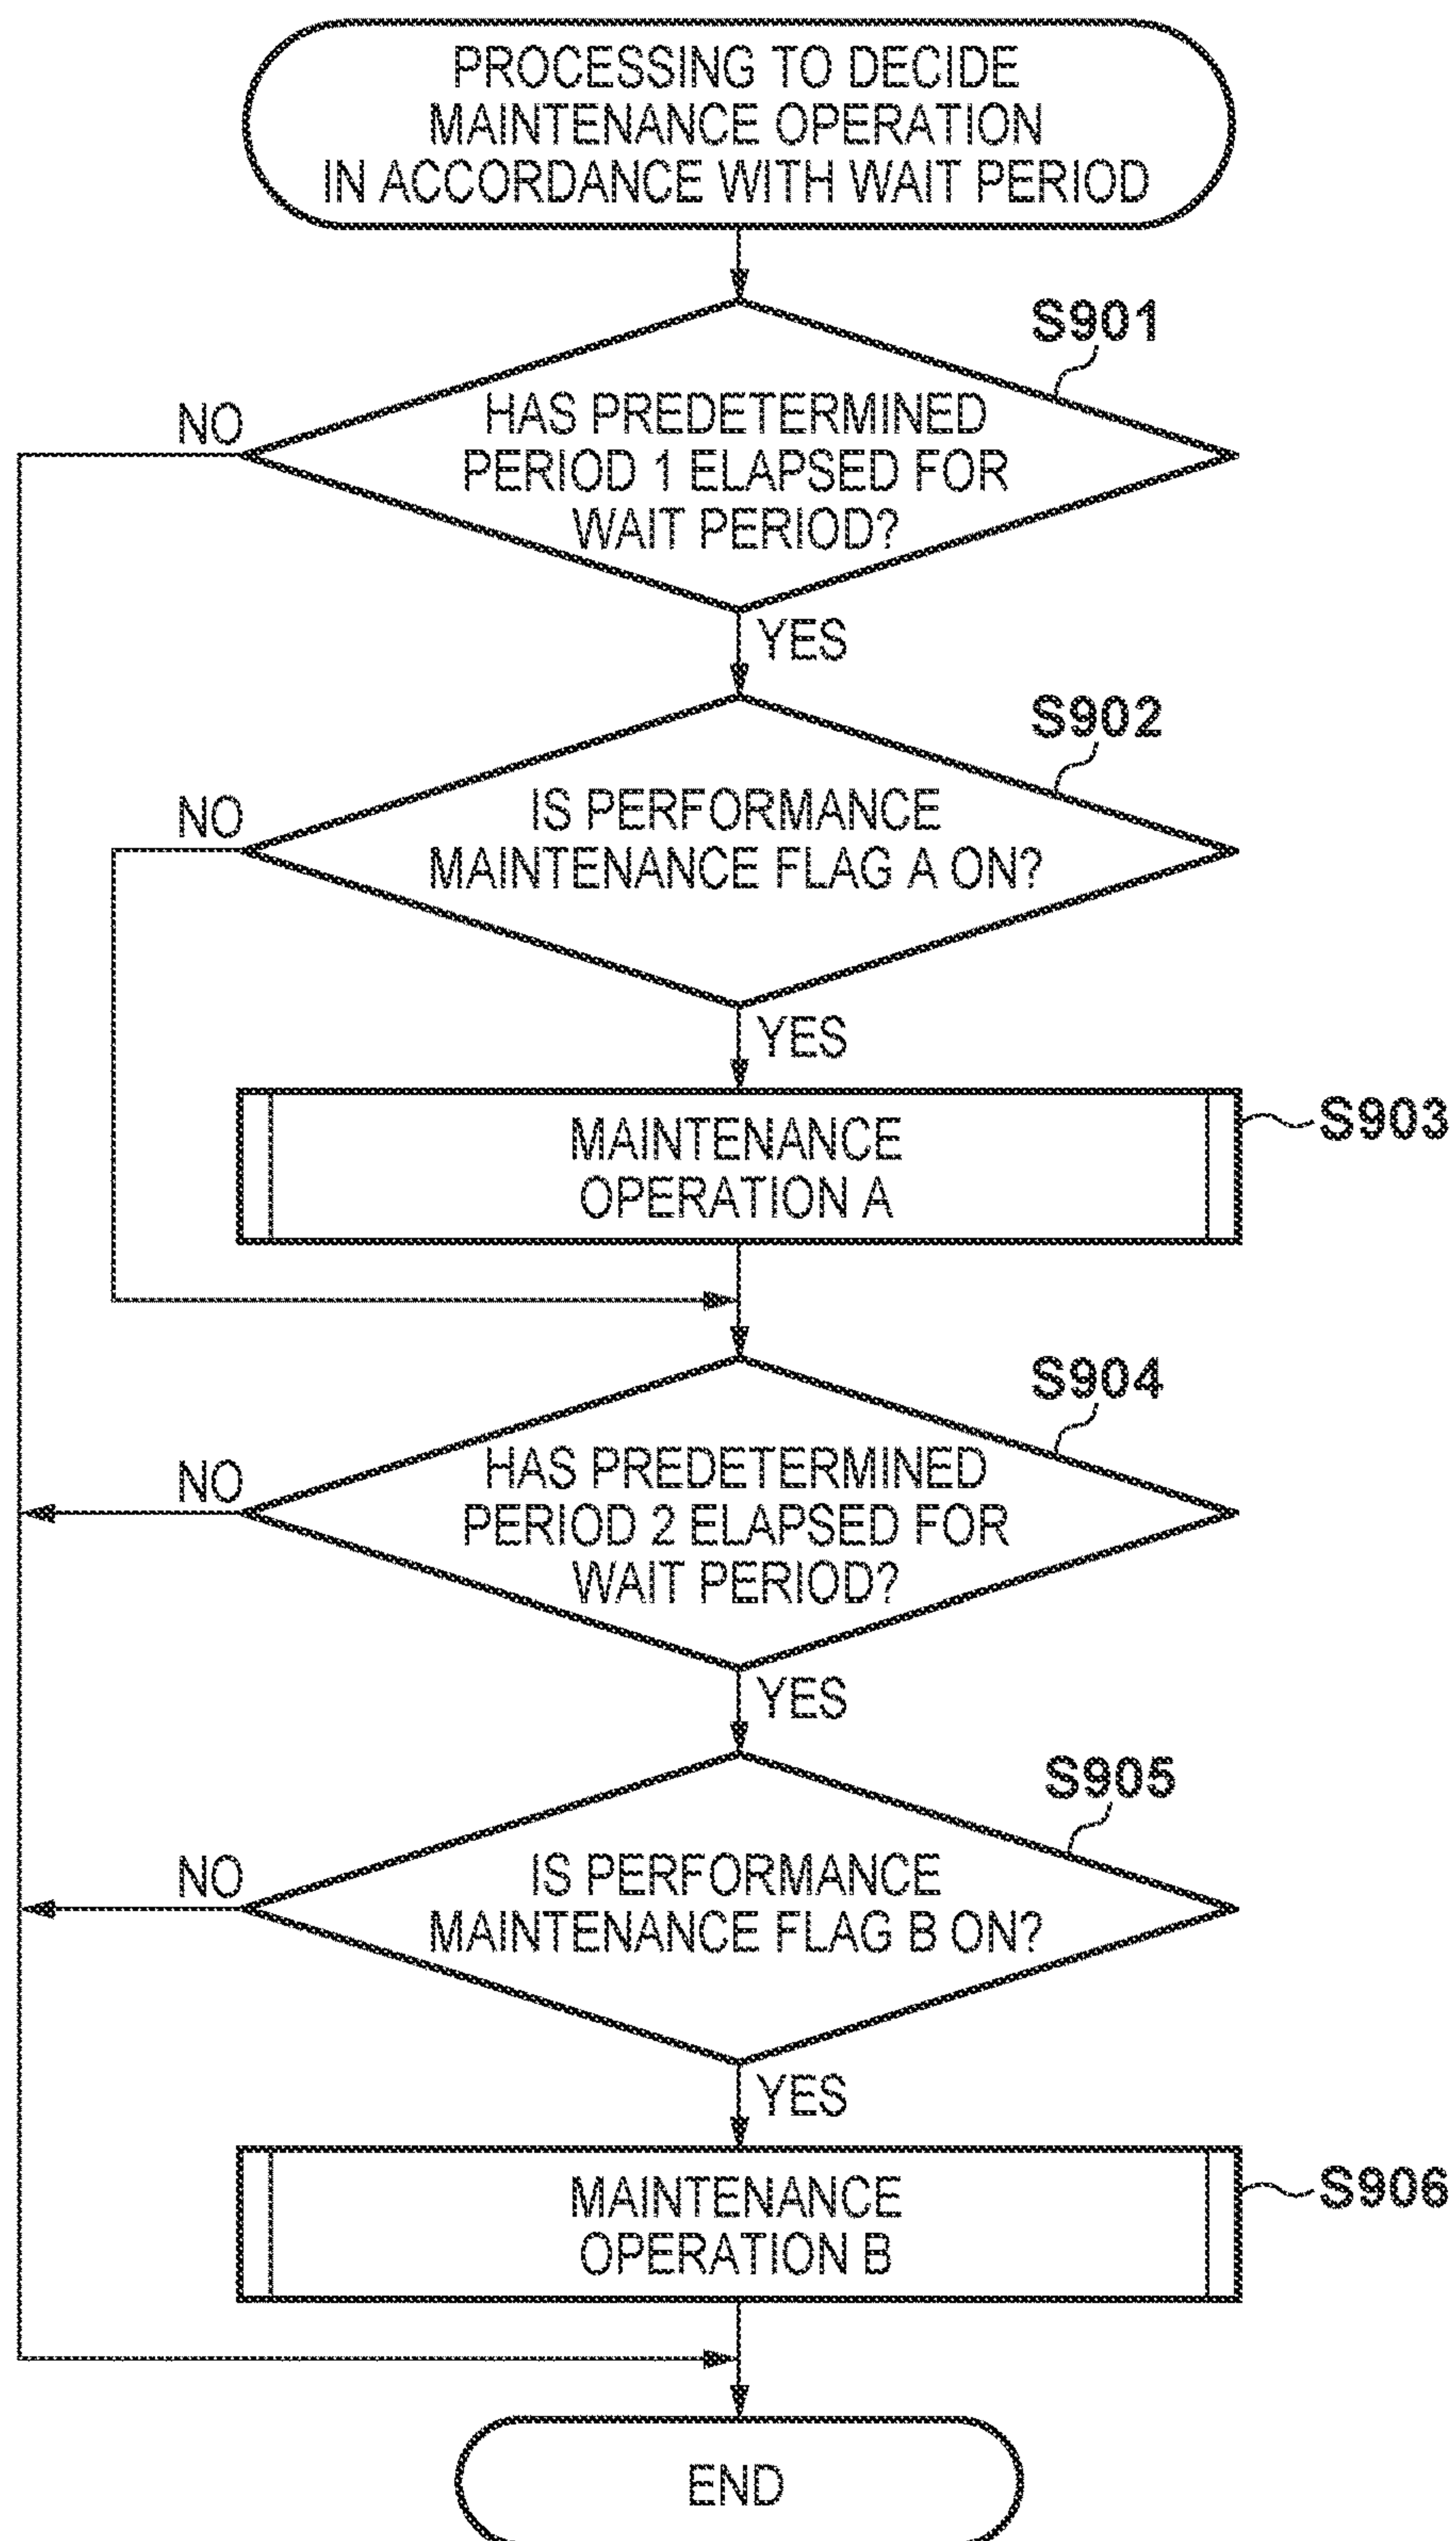 PROCESSING TO DECIDE
MAINTENANCE OPERATION
IN ACCORDANCE WITH WAIT PERIOD
S901
NO
HAS PREDETERMINED
PERIOD 1 ELAPSED FOR
WAIT PERIOD?
YES
S902
NO
IS PERFORMANCE
MAINTENANCE FLAG A ON?
YES
MAINTENANCE
OPERATION A
S903
S904
NO
HAS PREDETERMINED
PERIOD 2 ELAPSED FOR
WAIT PERIOD?
YES
S905
NO
IS PERFORMANCE
MAINTENANCE FLAG B ON?
YES
MAINTENANCE
OPERATION B
S906
END